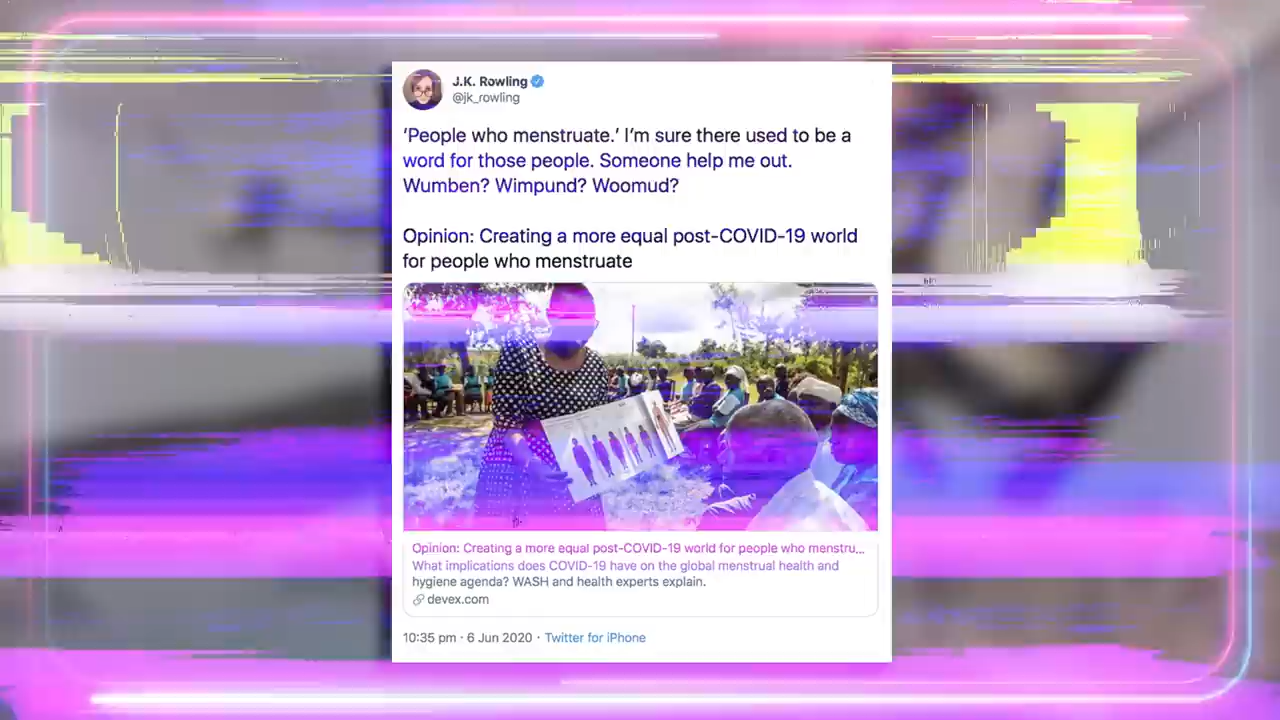 J.K. Rowling
@jk_rowling
‘People who menstruate.’ I’m sure there used to be a
word for those people. Someone help me out.
Wumben? Wimpund? Woomud?
Opinion: Creating a more equal post-COVID-19 world
for people who menstruate
Opinion: Creating a more equal post-COVID-19 world for people who menstru...
What implications does COVID-19 have on the global menstrual health and
hygiene agenda? WASH and health experts explain.
devex.com
10:35 pm · 6 Jun 2020 · Twitter for iPhone